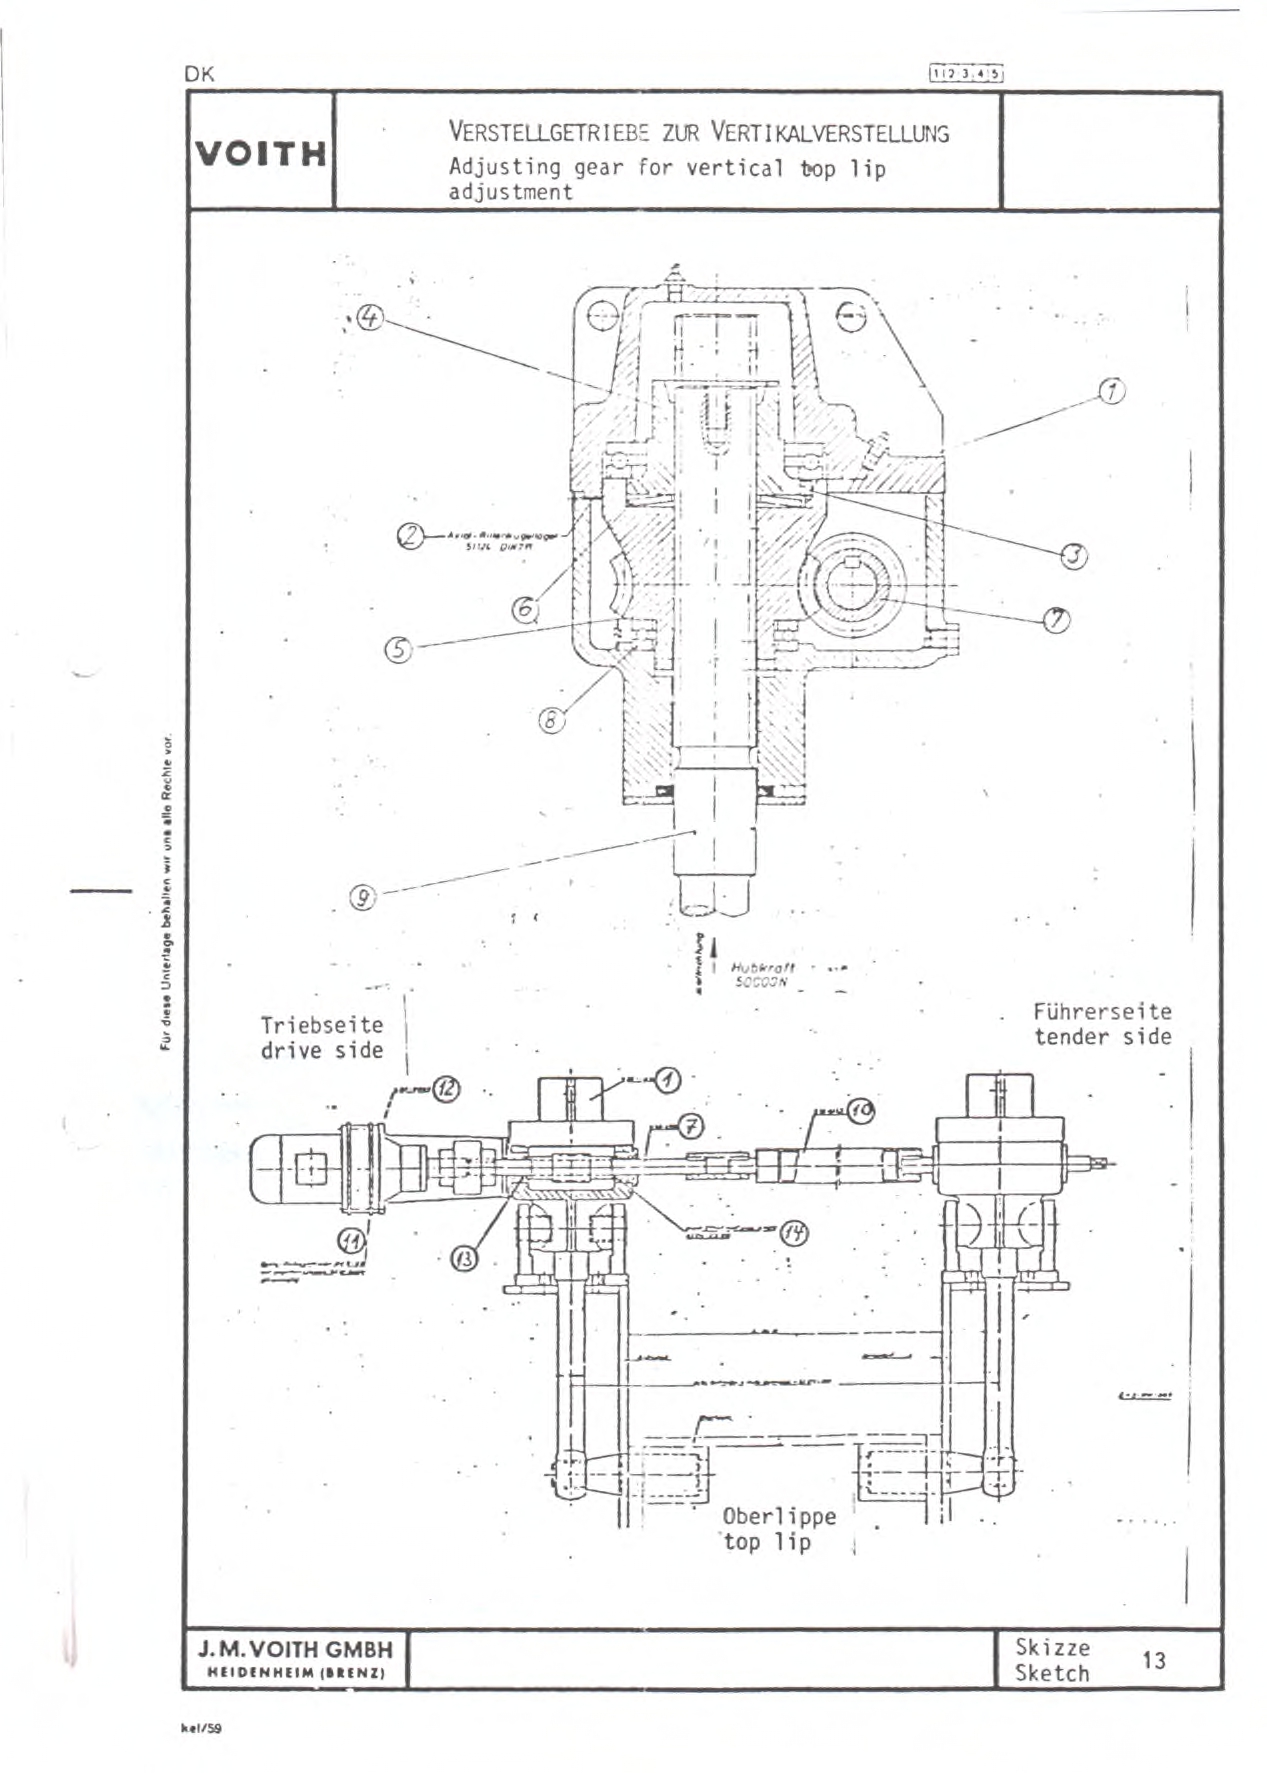 DK
1 2 3 4 5
VOITH
VERSTELLGETRIEBE ZUR VERTIKALVERSTELLUNG
Adjusting gear for vertical top lip
adjustment
4
1
2
Axial-Rillenkugellager
3
6
7
5
8
9
Hubkraft
50000N
Triebseite
drive side
Führerseite
tender side
12
1
7
10
11
13
14
Oberlippe
top lip
Für diese Unterlage behalten wir uns alle Rechte vor.
J.M.VOITH GMBH
HEIDENHEIM (BRENZ)
Skizze
Sketch
13
kel/59